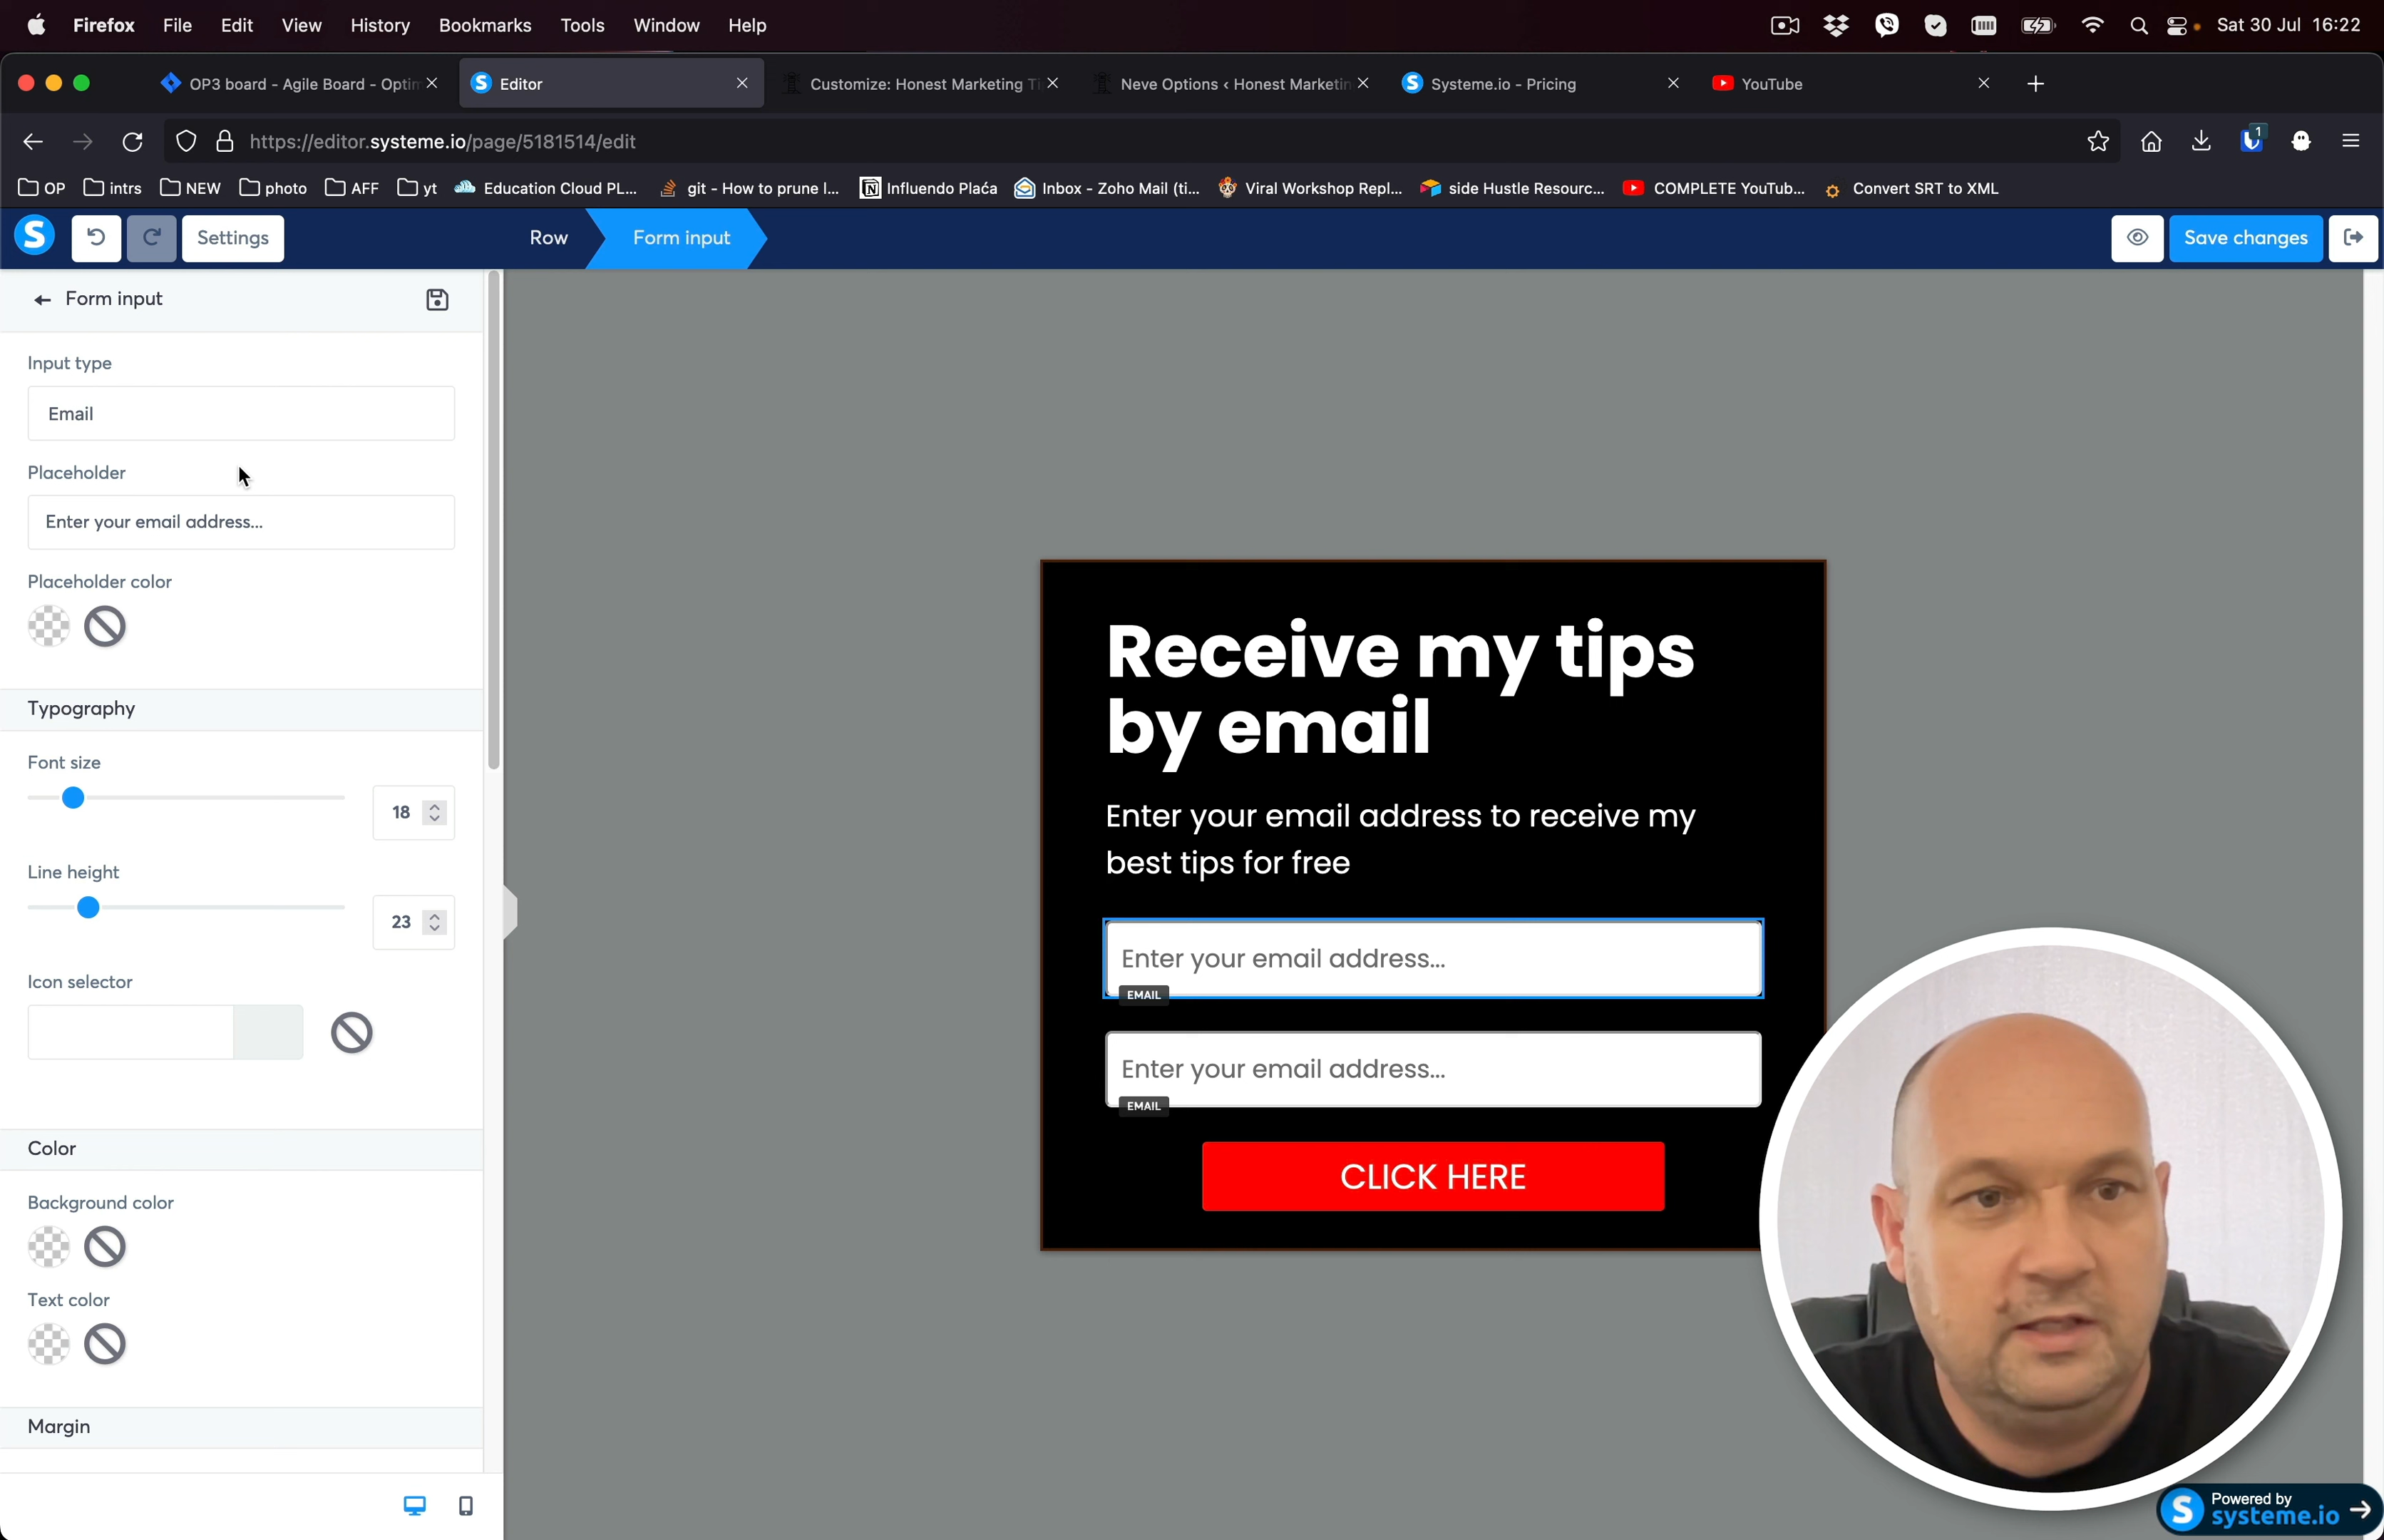 Firefox File Edit View History Bookmarks Tools Window Help Sat 30 Jul 16:22
OP3 board - Agile Board - Optim Editor Customize: Honest Marketing Ti Neve Options ‹ Honest Marketin Systeme.io - Pricing YouTube
https://editor.systeme.io/page/5181514/edit 1
OP intrs NEW photo AFF yt Education Cloud PL... git - How to prune l... Influendo Plaća Inbox - Zoho Mail (ti... Viral Workshop Repl... side Hustle Resourc... COMPLETE YouTub... Convert SRT to XML
S Settings Row Form input Save changes
Form input
Input type
Email
Placeholder
Enter your email address...
Placeholder color
Typography
Font size
18
Line height
23
Icon selector
Color
Background color
Text color
Margin
Receive my tips
by email
Enter your email address to receive my
best tips for free
Enter your email address...
EMAIL
Enter your email address...
EMAIL
CLICK HERE
S Powered by
systeme.io